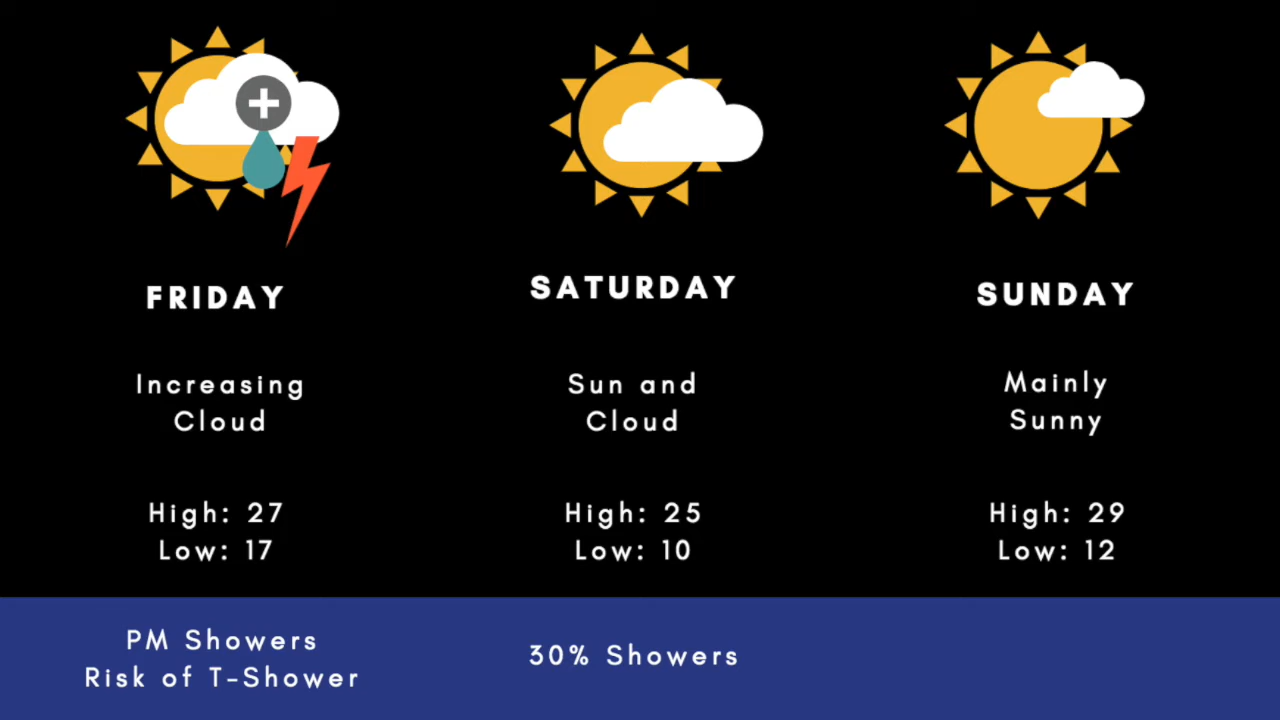 FRIDAY
Increasing
Cloud
High: 27
Low: 17
PM Showers
Risk of T-Shower
SATURDAY
Sun and
Cloud
High: 25
Low: 10
30% Showers
SUNDAY
Mainly
Sunny
High: 29
Low: 12